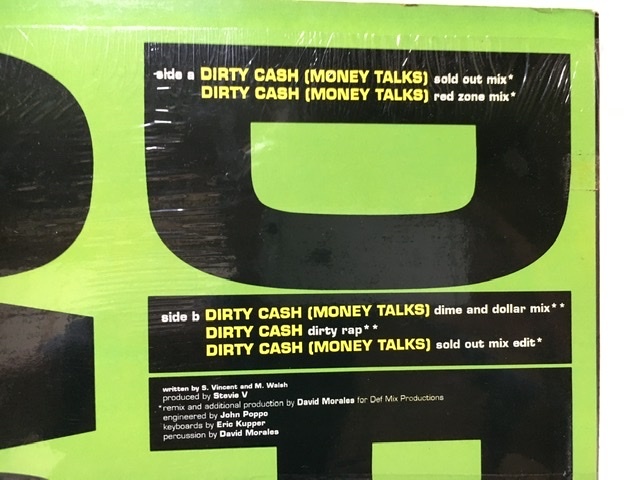 side a DIRTY CASH (MONEY TALKS) sold out mix*
DIRTY CASH (MONEY TALKS) red zone mix*
side b DIRTY CASH (MONEY TALKS) dime and dollar mix**
DIRTY CASH dirty rap**
DIRTY CASH (MONEY TALKS) sold out mix edit*
written by S. Vincent and M. Walsh
produced by Stevie V
*remix and additional production by David Morales for Def Mix Productions
engineered by John Poppo
keyboards by Eric Kupper
percussion by David Morales